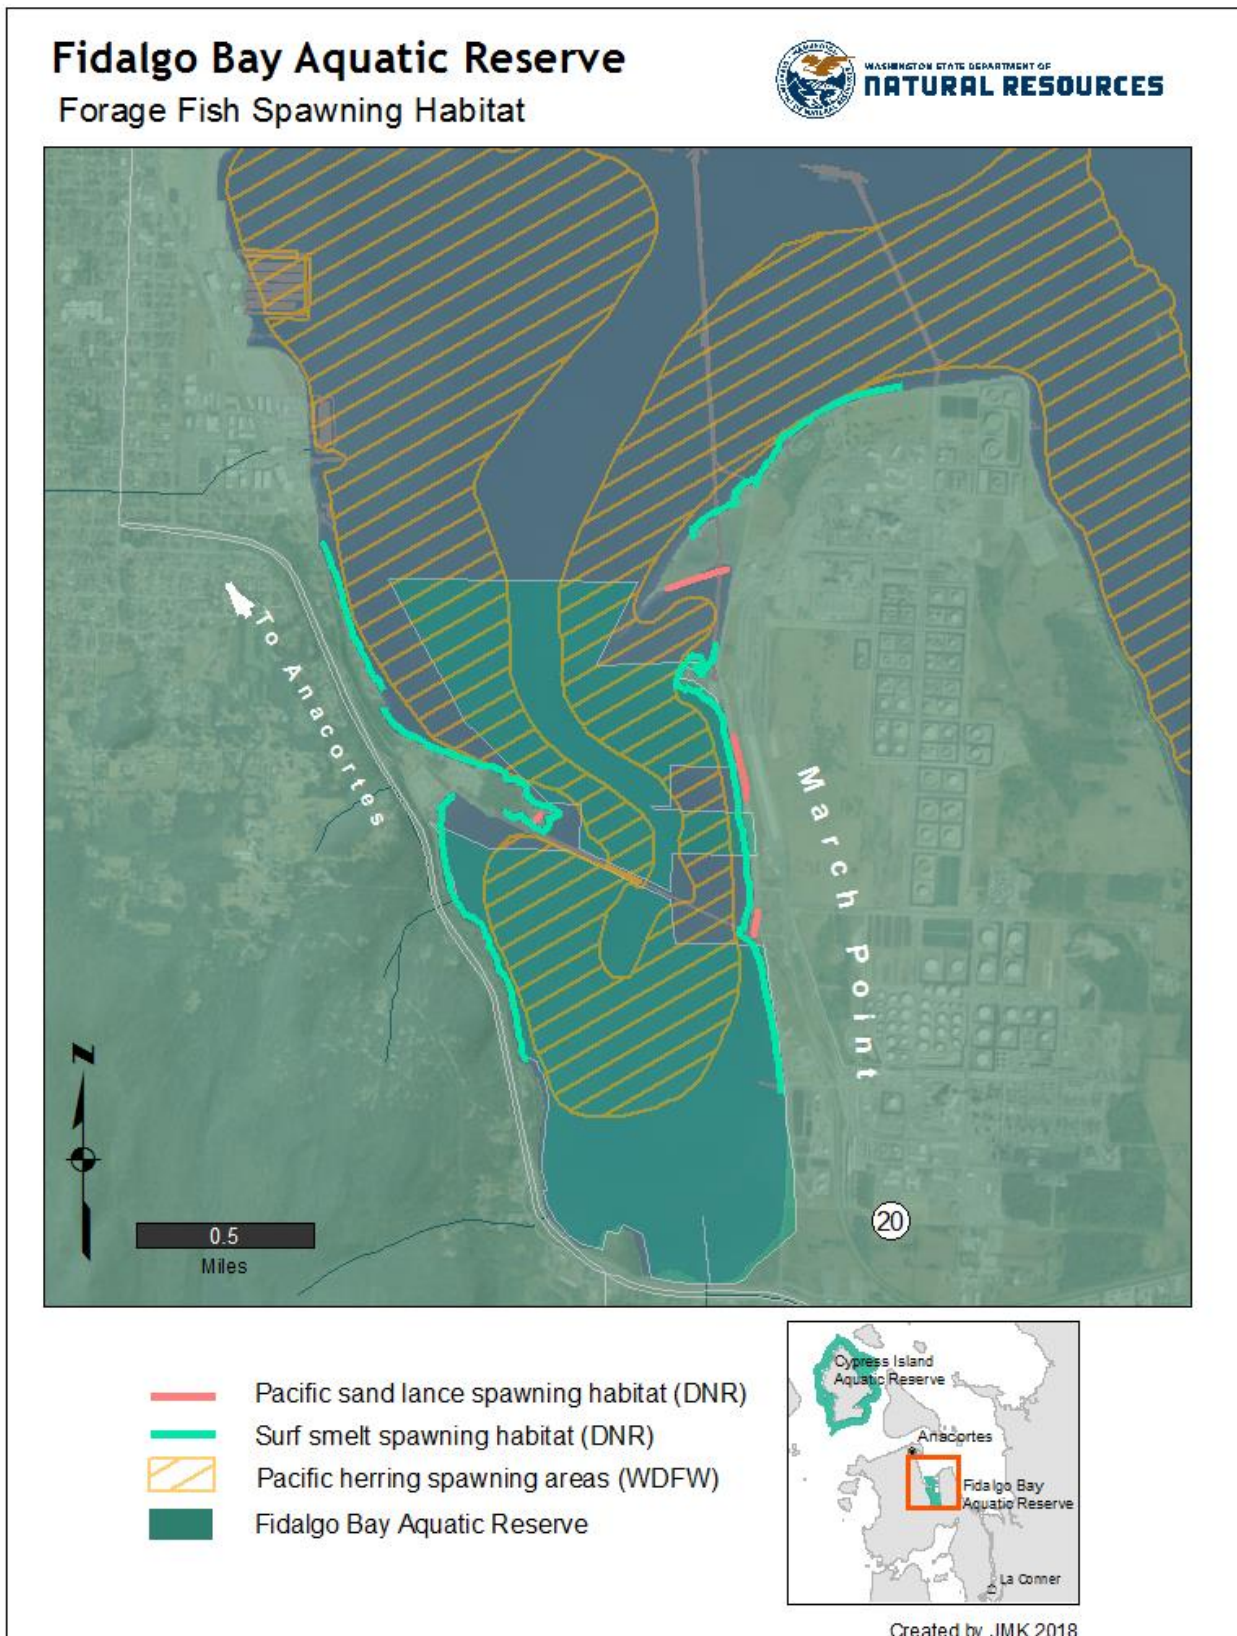 Fidalgo Bay Aquatic Reserve
Forage Fish Spawning Habitat
WASHINGTON STATE DEPARTMENT OF
NATURAL RESOURCES
To Anacortes
March Point
N
20
0.5
Miles
Pacific sand lance spawning habitat (DNR)
Surf smelt spawning habitat (DNR)
Pacific herring spawning areas (WDFW)
Fidalgo Bay Aquatic Reserve
Cypress Island
Aquatic Reserve
Anacortes
Fidalgo Bay
Aquatic Reserve
La Conner
Created by JMK 2018